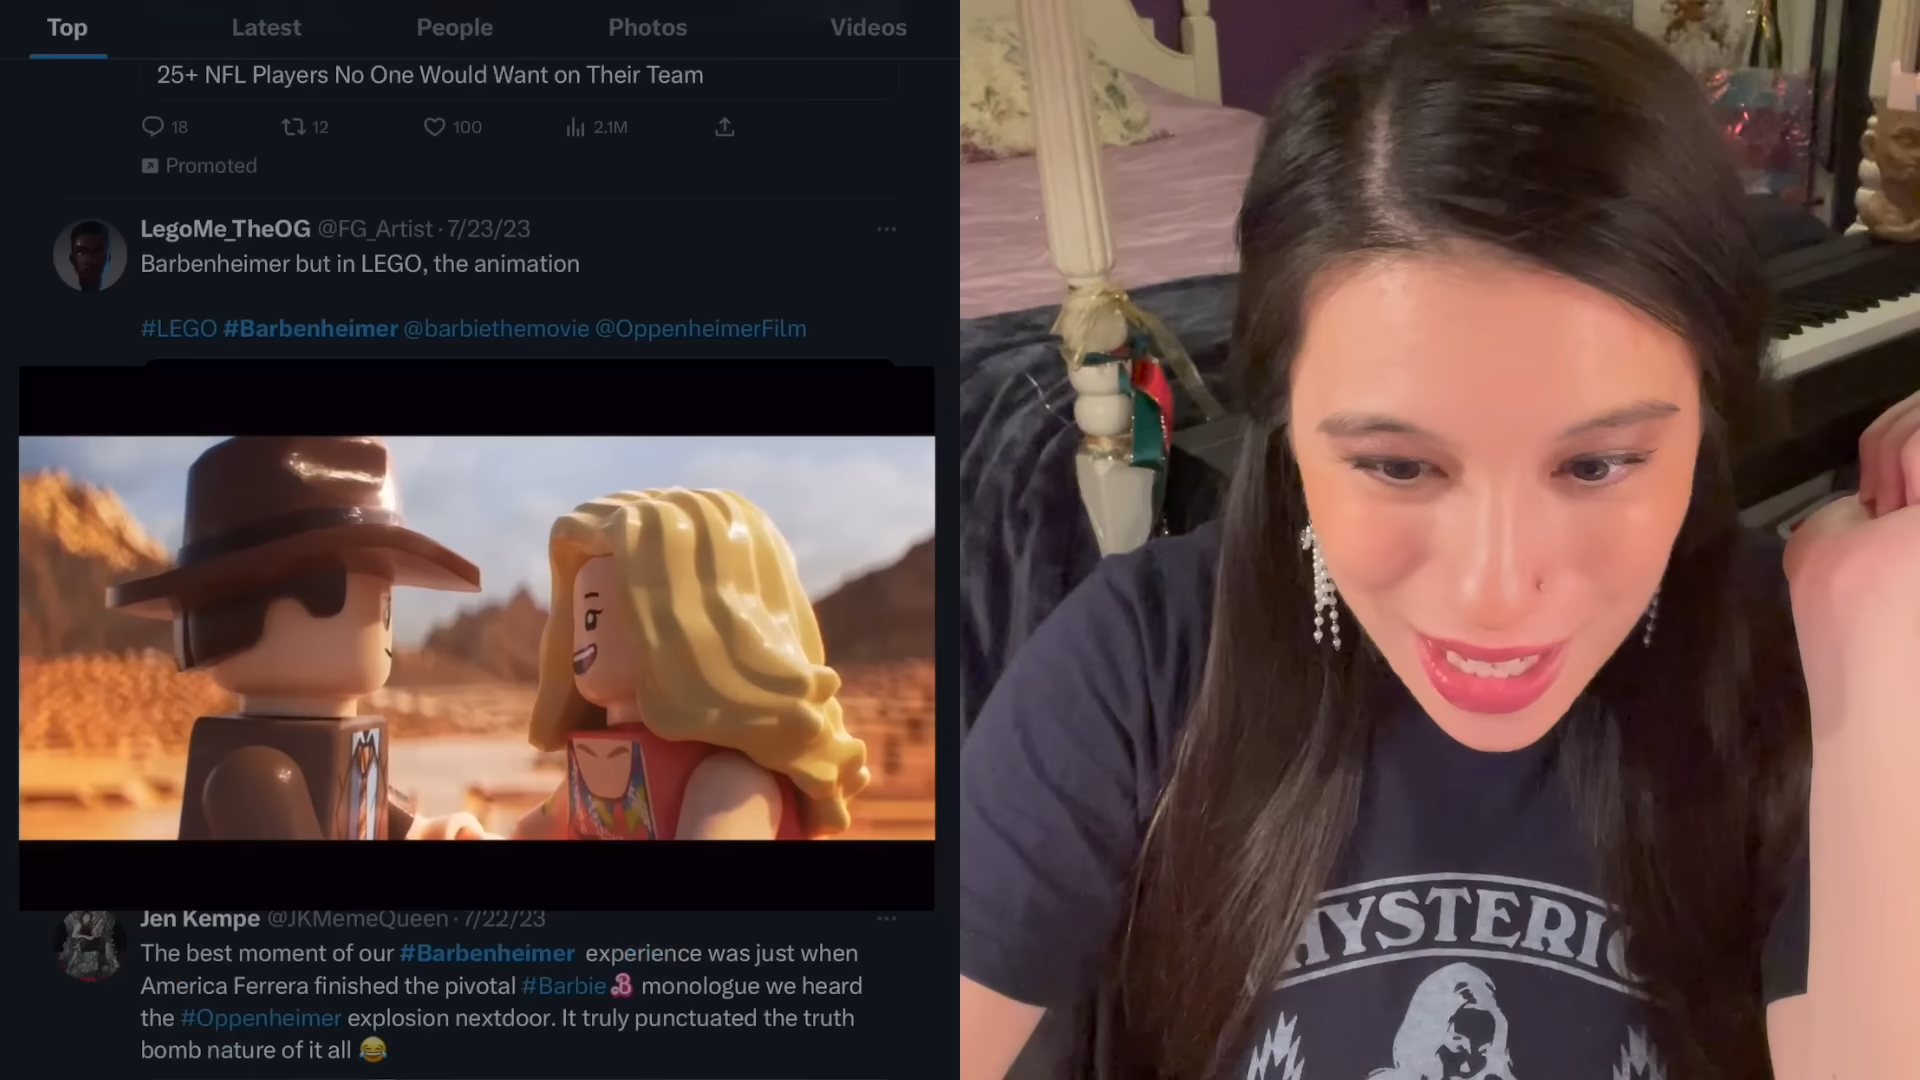 Top Latest People Photos Videos
25+ NFL Players No One Would Want on Their Team
18 12 100 2.1M
Promoted
LegoMe_TheOG @FG_Artist · 7/23/23
Barbenheimer but in LEGO, the animation
#LEGO #Barbenheimer @barbiethemovie @OppenheimerFilm
Jen Kempe @JKMemeQueen · 7/22/23
The best moment of our #Barbenheimer experience was just when
America Ferrera finished the pivotal #Barbie monologue we heard
the #Oppenheimer explosion nextdoor. It truly punctuated the truth
bomb nature of it all 😂
HYSTERIC